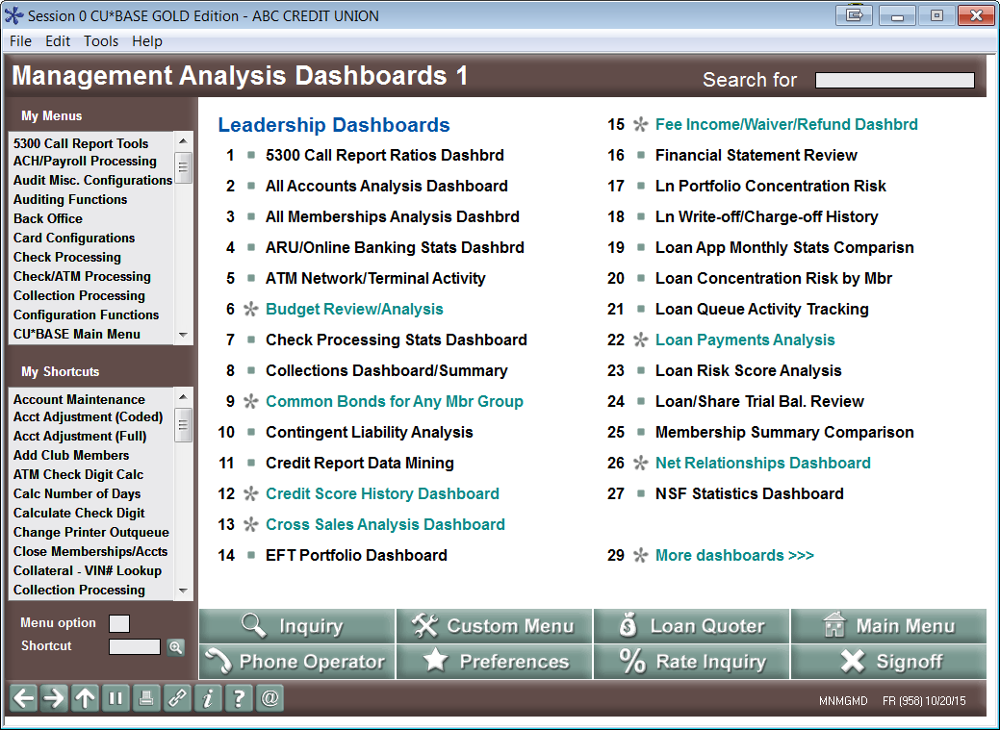 Session 0 CU*BASE GOLD Edition - ABC CREDIT UNION
File Edit Tools Help
Management Analysis Dashboards 1
Search for
My Menus
5300 Call Report Tools
ACH/Payroll Processing
Audit Misc. Configurations
Auditing Functions
Back Office
Card Configurations
Check Processing
Check/ATM Processing
Collection Processing
Configuration Functions
CU*BASE Main Menu
My Shortcuts
Account Maintenance
Acct Adjustment (Coded)
Acct Adjustment (Full)
Add Club Members
ATM Check Digit Calc
Calc Number of Days
Calculate Check Digit
Change Printer Outqueue
Close Memberships/Accts
Collateral - VIN# Lookup
Collection Processing
Menu option
Shortcut
Leadership Dashboards
1 5300 Call Report Ratios Dashbrd
2 All Accounts Analysis Dashboard
3 All Memberships Analysis Dashbrd
4 ARU/Online Banking Stats Dashbrd
5 ATM Network/Terminal Activity
6 Budget Review/Analysis
7 Check Processing Stats Dashboard
8 Collections Dashboard/Summary
9 Common Bonds for Any Mbr Group
10 Contingent Liability Analysis
11 Credit Report Data Mining
12 Credit Score History Dashboard
13 Cross Sales Analysis Dashboard
14 EFT Portfolio Dashboard
15 Fee Income/Waiver/Refund Dashbrd
16 Financial Statement Review
17 Ln Portfolio Concentration Risk
18 Ln Write-off/Charge-off History
19 Loan App Monthly Stats Comparisn
20 Loan Concentration Risk by Mbr
21 Loan Queue Activity Tracking
22 Loan Payments Analysis
23 Loan Risk Score Analysis
24 Loan/Share Trial Bal. Review
25 Membership Summary Comparison
26 Net Relationships Dashboard
27 NSF Statistics Dashboard
29 More dashboards >>>
Inquiry Custom Menu Loan Quoter Main Menu
Phone Operator Preferences % Rate Inquiry Signoff
i ? @
MNMGMD FR (958) 10/20/15